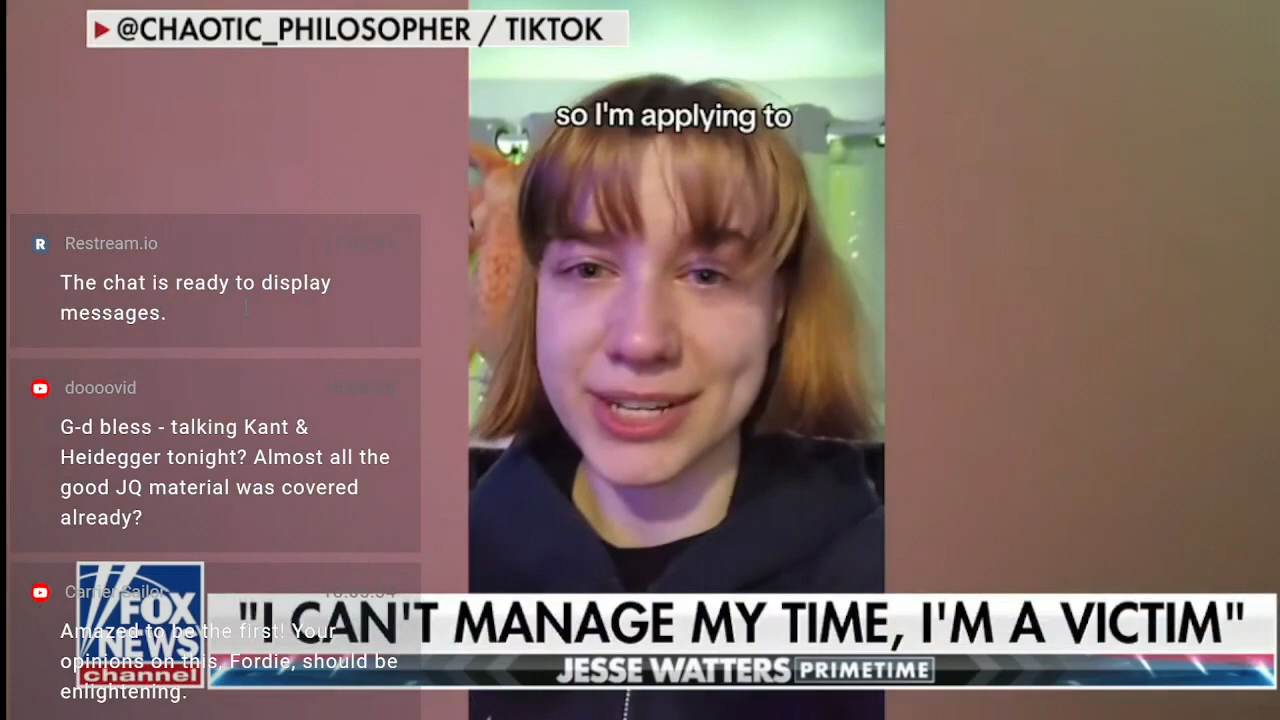 @CHAOTIC_PHILOSOPHER / TIKTOK
so I'm applying to
R Restream.io
The chat is ready to display
messages.
doooovid
G-d bless - talking Kant &
Heidegger tonight? Almost all the
good JQ material was covered
already?
CarrierSailor
Amazed to be the first! Your
opinions on this, Fordie, should be
enlightening.
FOX
NEWS
channel
"I CAN'T MANAGE MY TIME, I'M A VICTIM"
JESSE WATTERS PRIMETIME